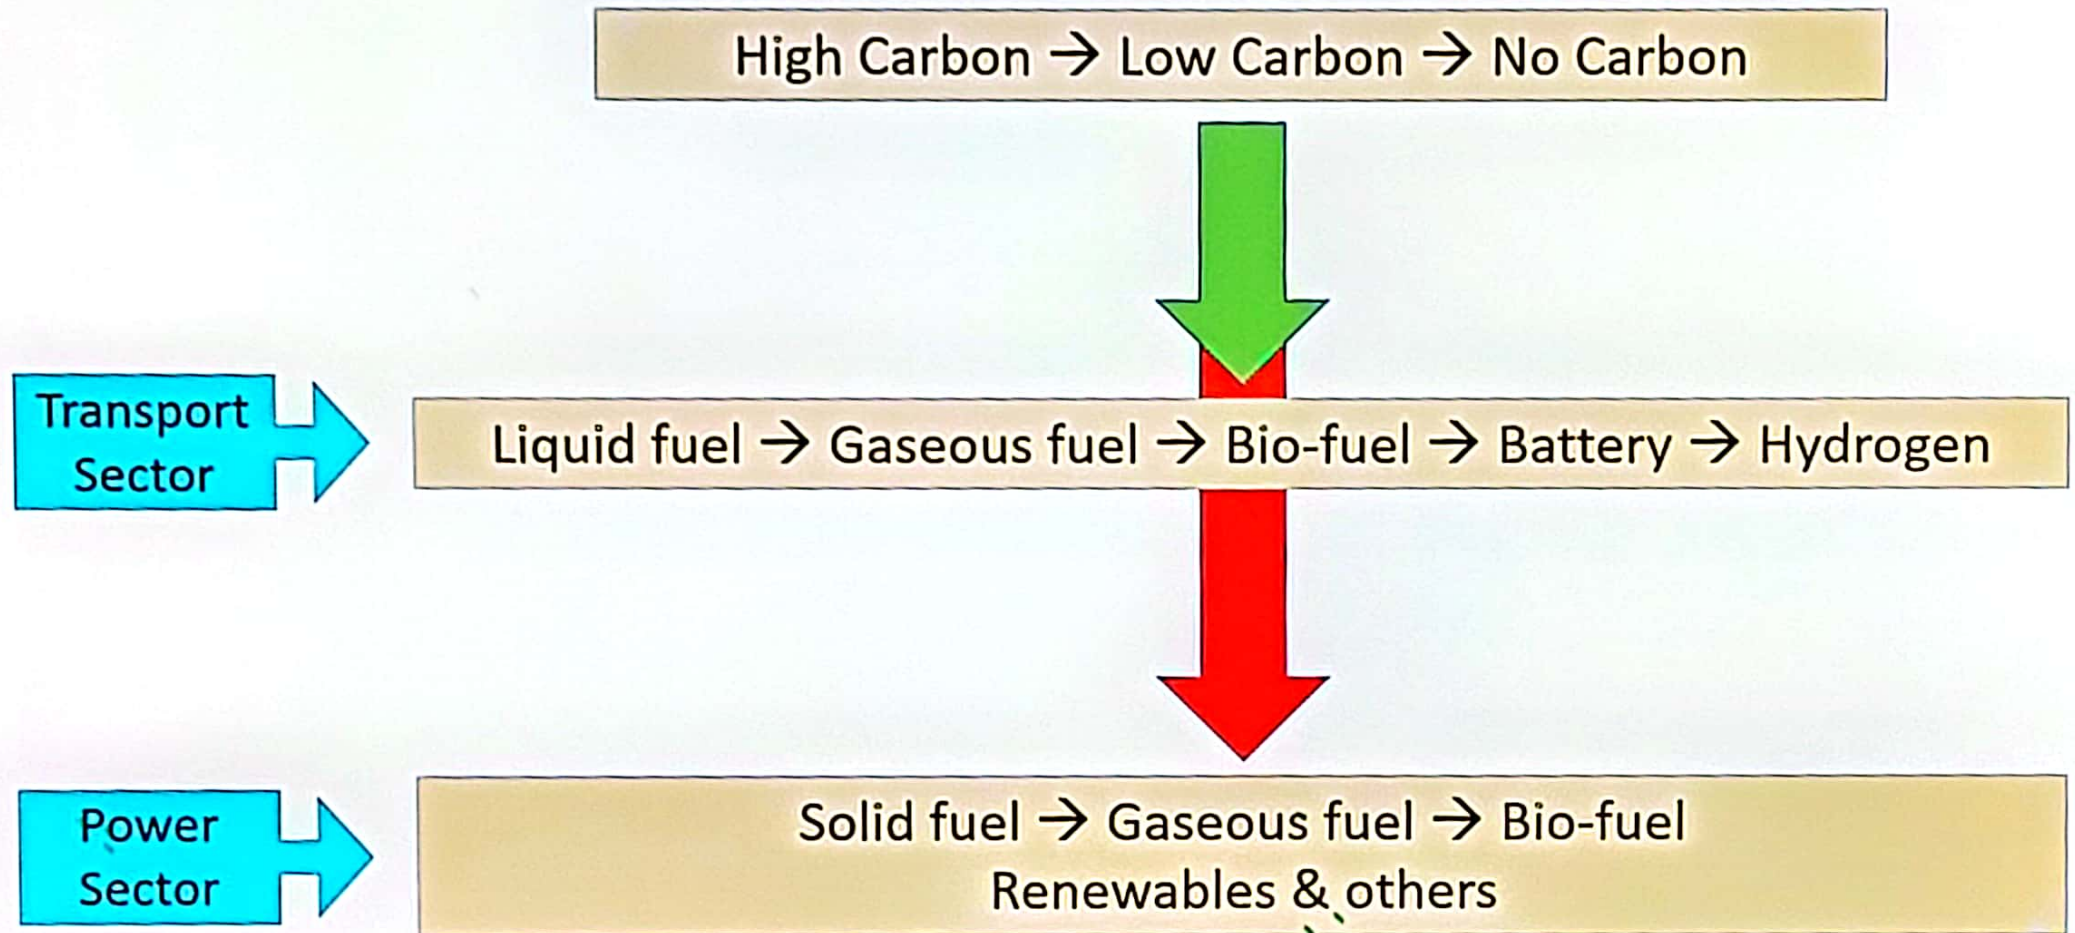 High Carbon → Low Carbon → No Carbon
Transport
Sector
Liquid fuel → Gaseous fuel → Bio-fuel → Battery → Hydrogen
Power
Sector
Solid fuel → Gaseous fuel → Bio-fuel
Renewables & others